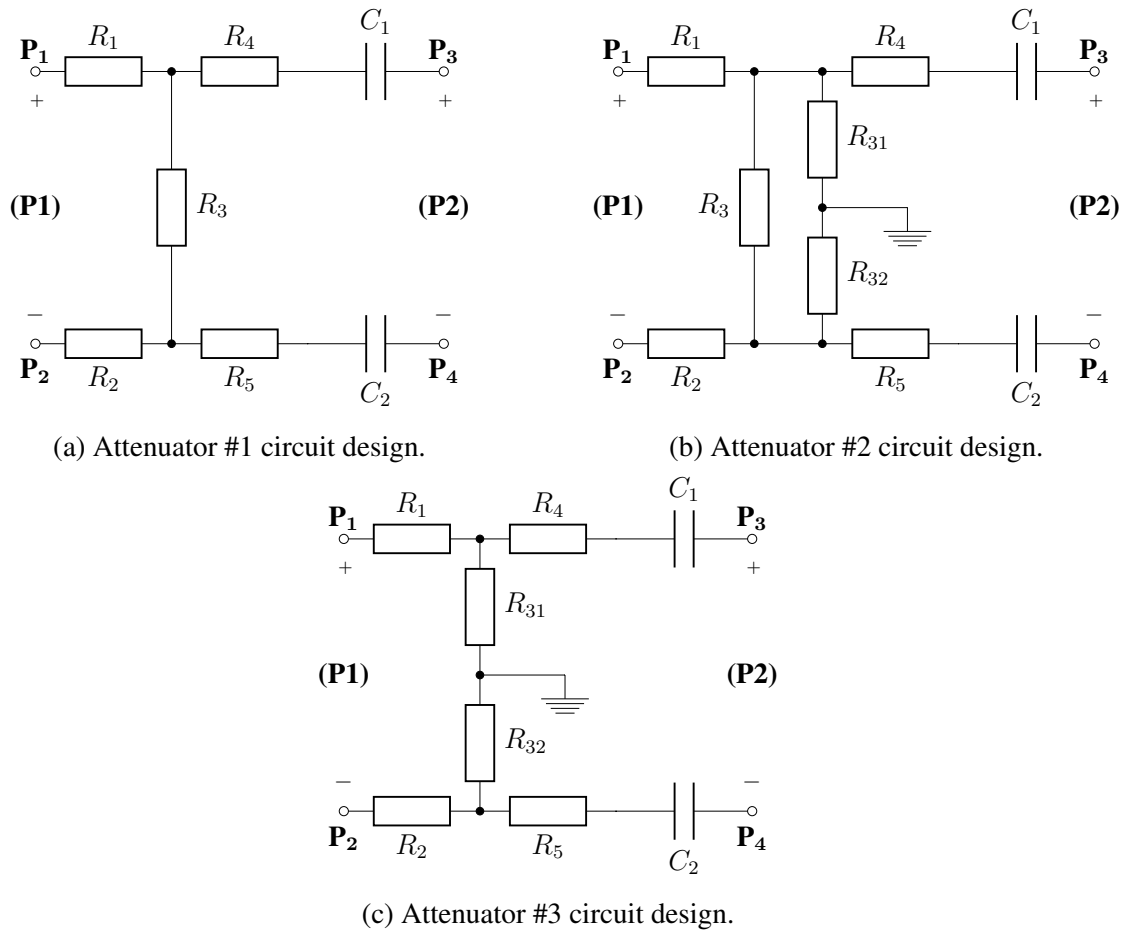 C₁ C₁
P₁ R₁ R₄ P₃ P₁ R₁ R₄ P₃
+ + + +
R₃₁
(P1) R₃ (P2) (P1) R₃ (P2)
R₃₂
− − − −
P₂ R₂ R₅ P₄ P₂ R₂ R₅ P₄
C₂ C₂
(a) Attenuator #1 circuit design. (b) Attenuator #2 circuit design.
C₁
P₁ R₁ R₄ P₃
+ +
R₃₁
(P1) (P2)
R₃₂
− −
P₂ R₂ R₅ P₄
C₂
(c) Attenuator #3 circuit design.